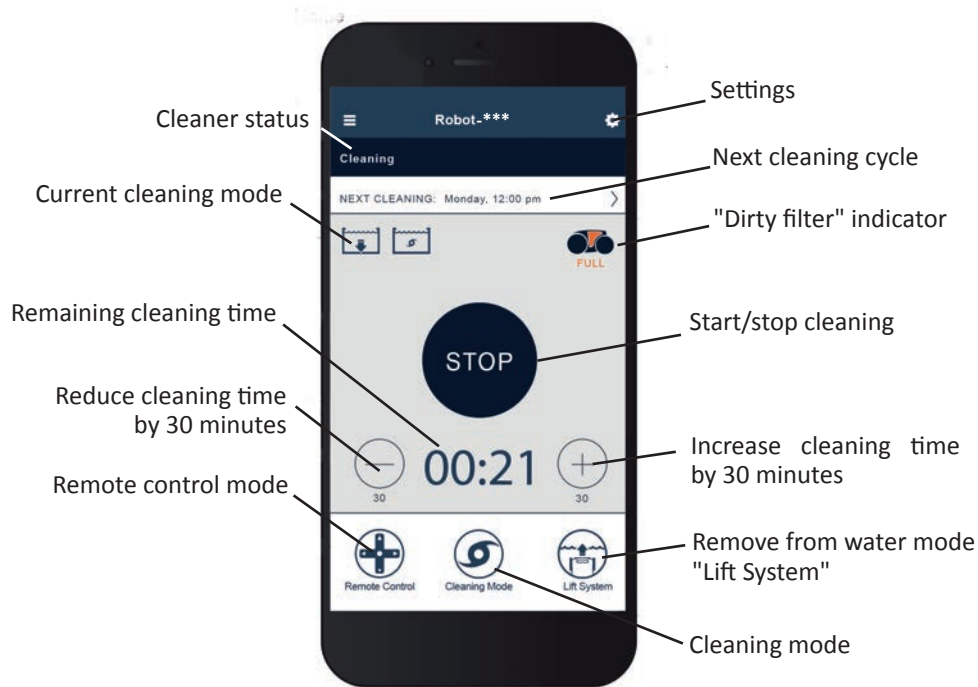 Settings
Robot-***
Cleaner status
Cleaning
Next cleaning cycle
Current cleaning mode
NEXT CLEANING: Monday, 12:00 pm
"Dirty filter" indicator
FULL
Remaining cleaning time
Start/stop cleaning
STOP
Reduce cleaning time
by 30 minutes
00:21
Increase cleaning time
by 30 minutes
30
30
Remote control mode
Remove from water mode
"Lift System"
Remote Control
Cleaning Mode
Lift System
Cleaning mode